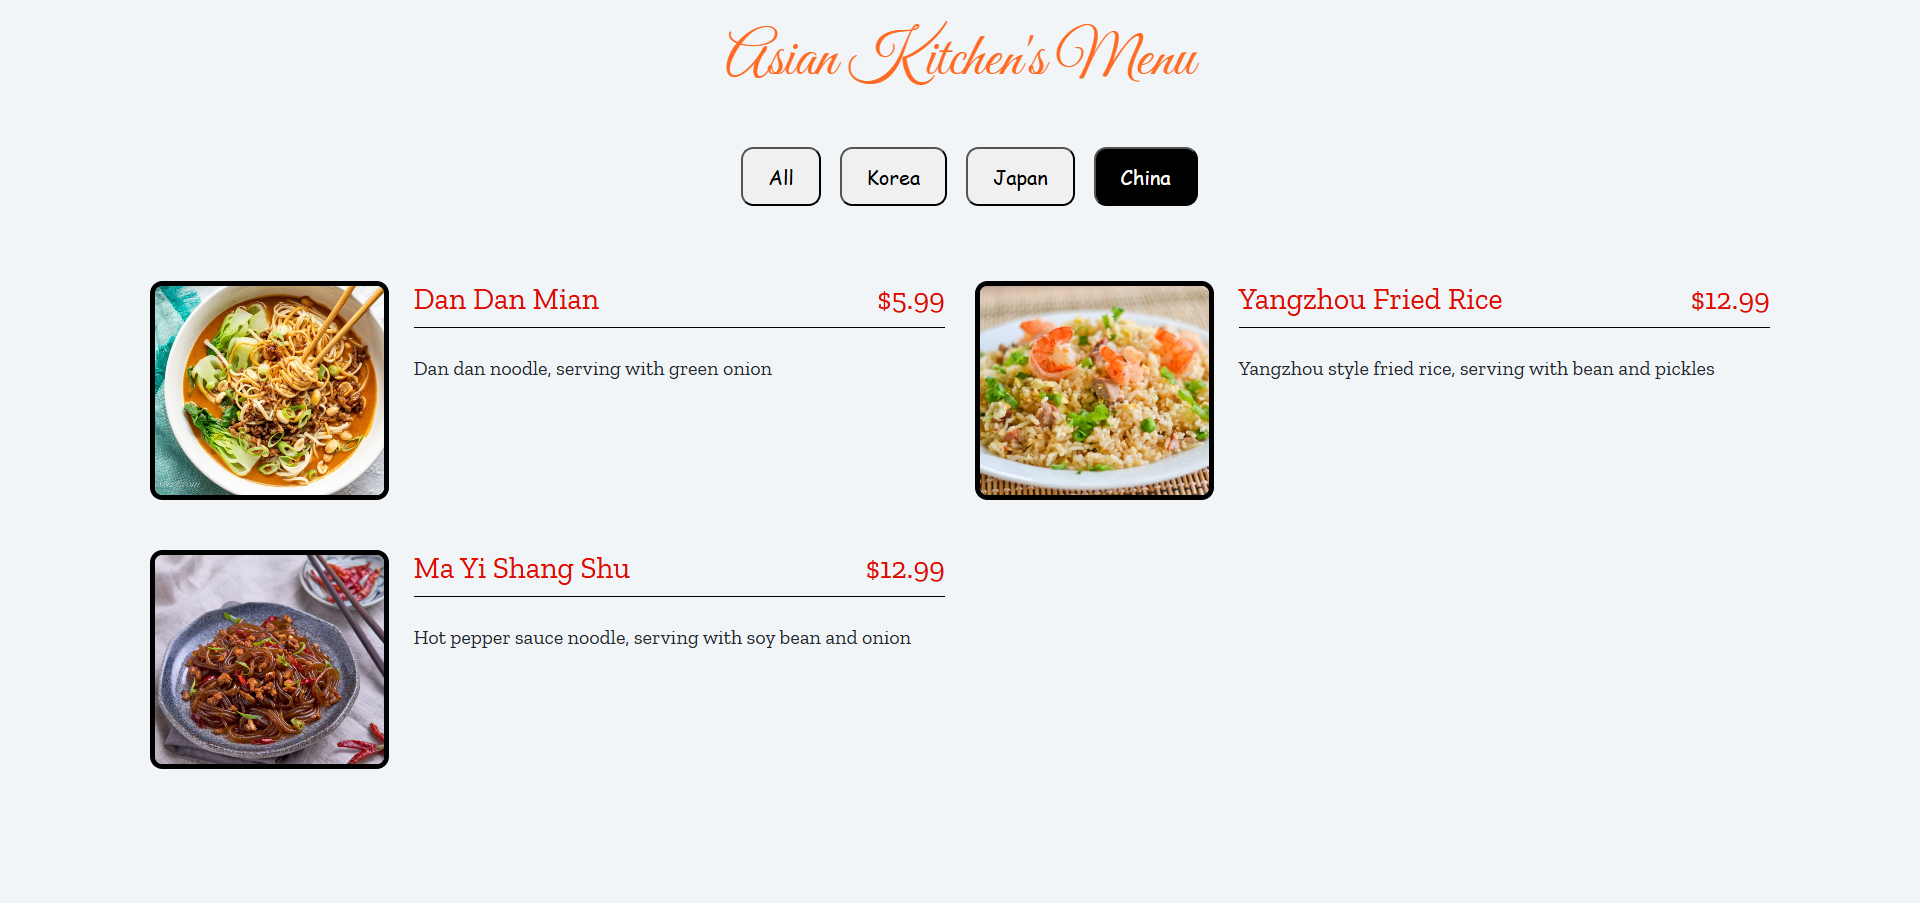 Asian Kitchen's Menu
All Korea Japan China
Dan Dan Mian $5.99
Dan dan noodle, serving with green onion
Yangzhou Fried Rice $12.99
Yangzhou style fried rice, serving with bean and pickles
Ma Yi Shang Shu $12.99
Hot pepper sauce noodle, serving with soy bean and onion